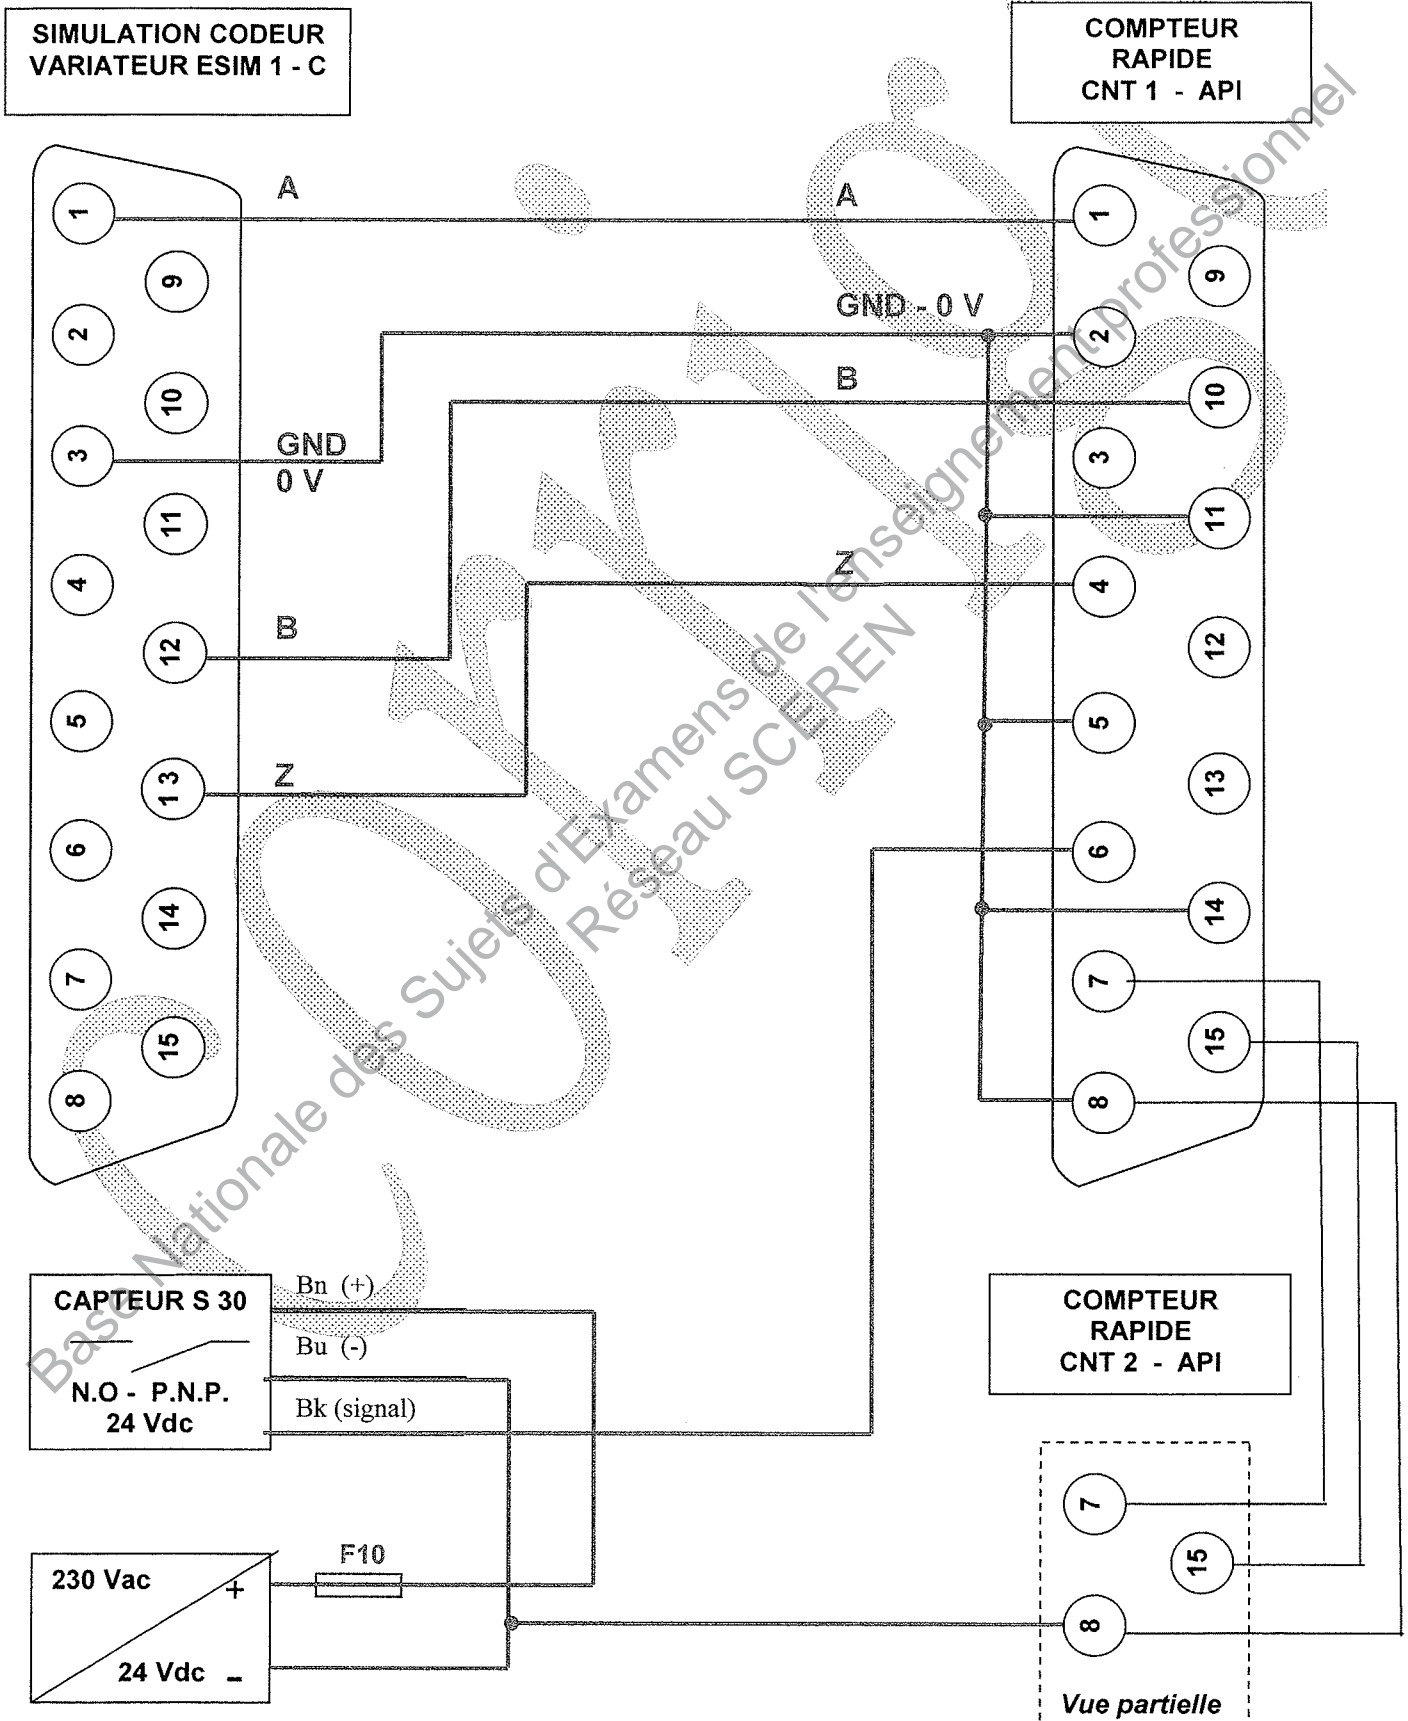 SIMULATION CODEUR
VARIATEUR ESIM 1 - C
COMPTEUR
RAPIDE
CNT 1 - API
A
A
1
1
9
9
GND - 0 V
2
2
B
10
10
GND
0 V
3
3
11
11
Z
4
4
B
12
12
5
5
Z
13
13
6
6
14
14
7
7
15
15
8
8
CAPTEUR S 30
N.O - P.N.P.
24 Vdc
Bn (+)
Bu (-)
Bk (signal)
COMPTEUR
RAPIDE
CNT 2 - API
7
15
8
Vue partielle
230 Vac
+
24 Vdc -
F10
Corrigé
Base Nationale des Sujets d'Examens de l'enseignement professionnel
Réseau SCEREN